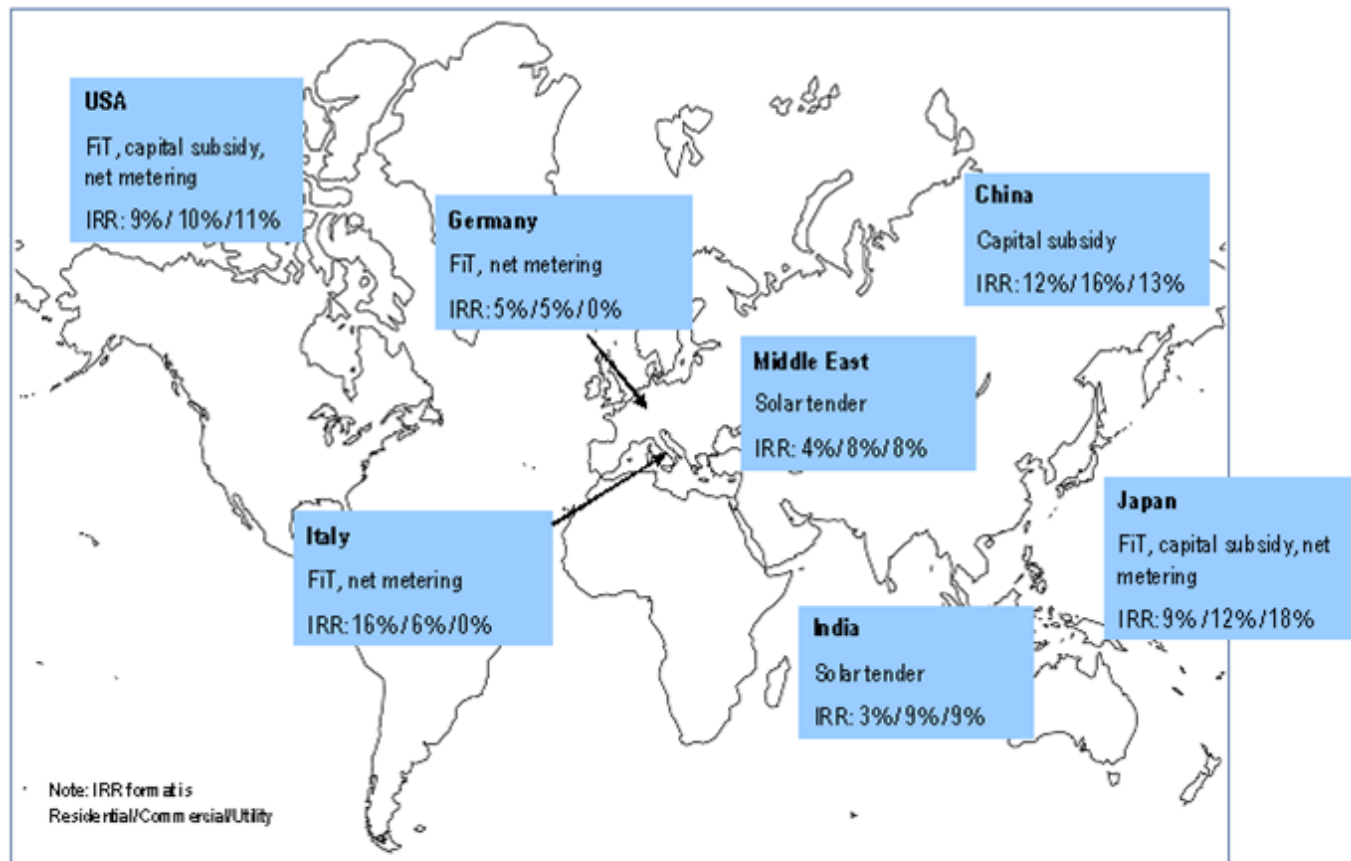 USA
FiT, capital subsidy,
net metering
IRR: 9%/ 10%/11%
Germany
FiT, net metering
IRR: 5%/5%/0%
China
Capital subsidy
IRR: 12%/16%/13%
Middle East
Solar tender
IRR: 4%/8%/8%
Italy
FiT, net metering
IRR: 16%/6%/0%
Japan
FiT, capital subsidy, net
metering
IRR: 9%/12%/18%
India
Solar tender
IRR: 3%/9%/9%
Note: IRR format is
Residential/Commercial/Utility